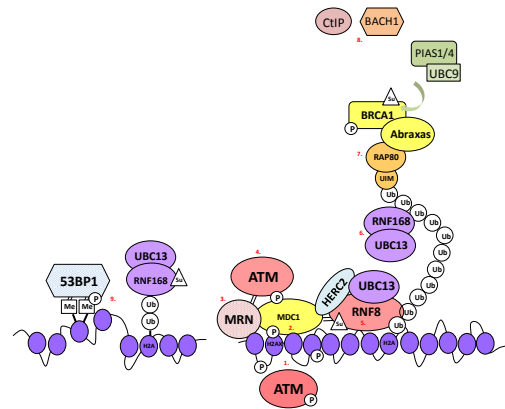 CtIP
BACH1
8.
PIAS1/4
UBC9
Su
BRCA1
P
Abraxas
7.
RAP80
UIM
Ub
Ub
Ub
Ub
Ub
Ub
Ub
Ub
Ub
Ub
6.
RNF168
UBC13
UBC13
RNF168
Su
4.
ATM
P
HERC2
UBC13
53BP1
P
9.
Me
Me
Ub
Ub
3.
MRN
MDC1
2.
Su
5.
RNF8
P
H2A
H2AX
H2A
P
P
1.
ATM
P